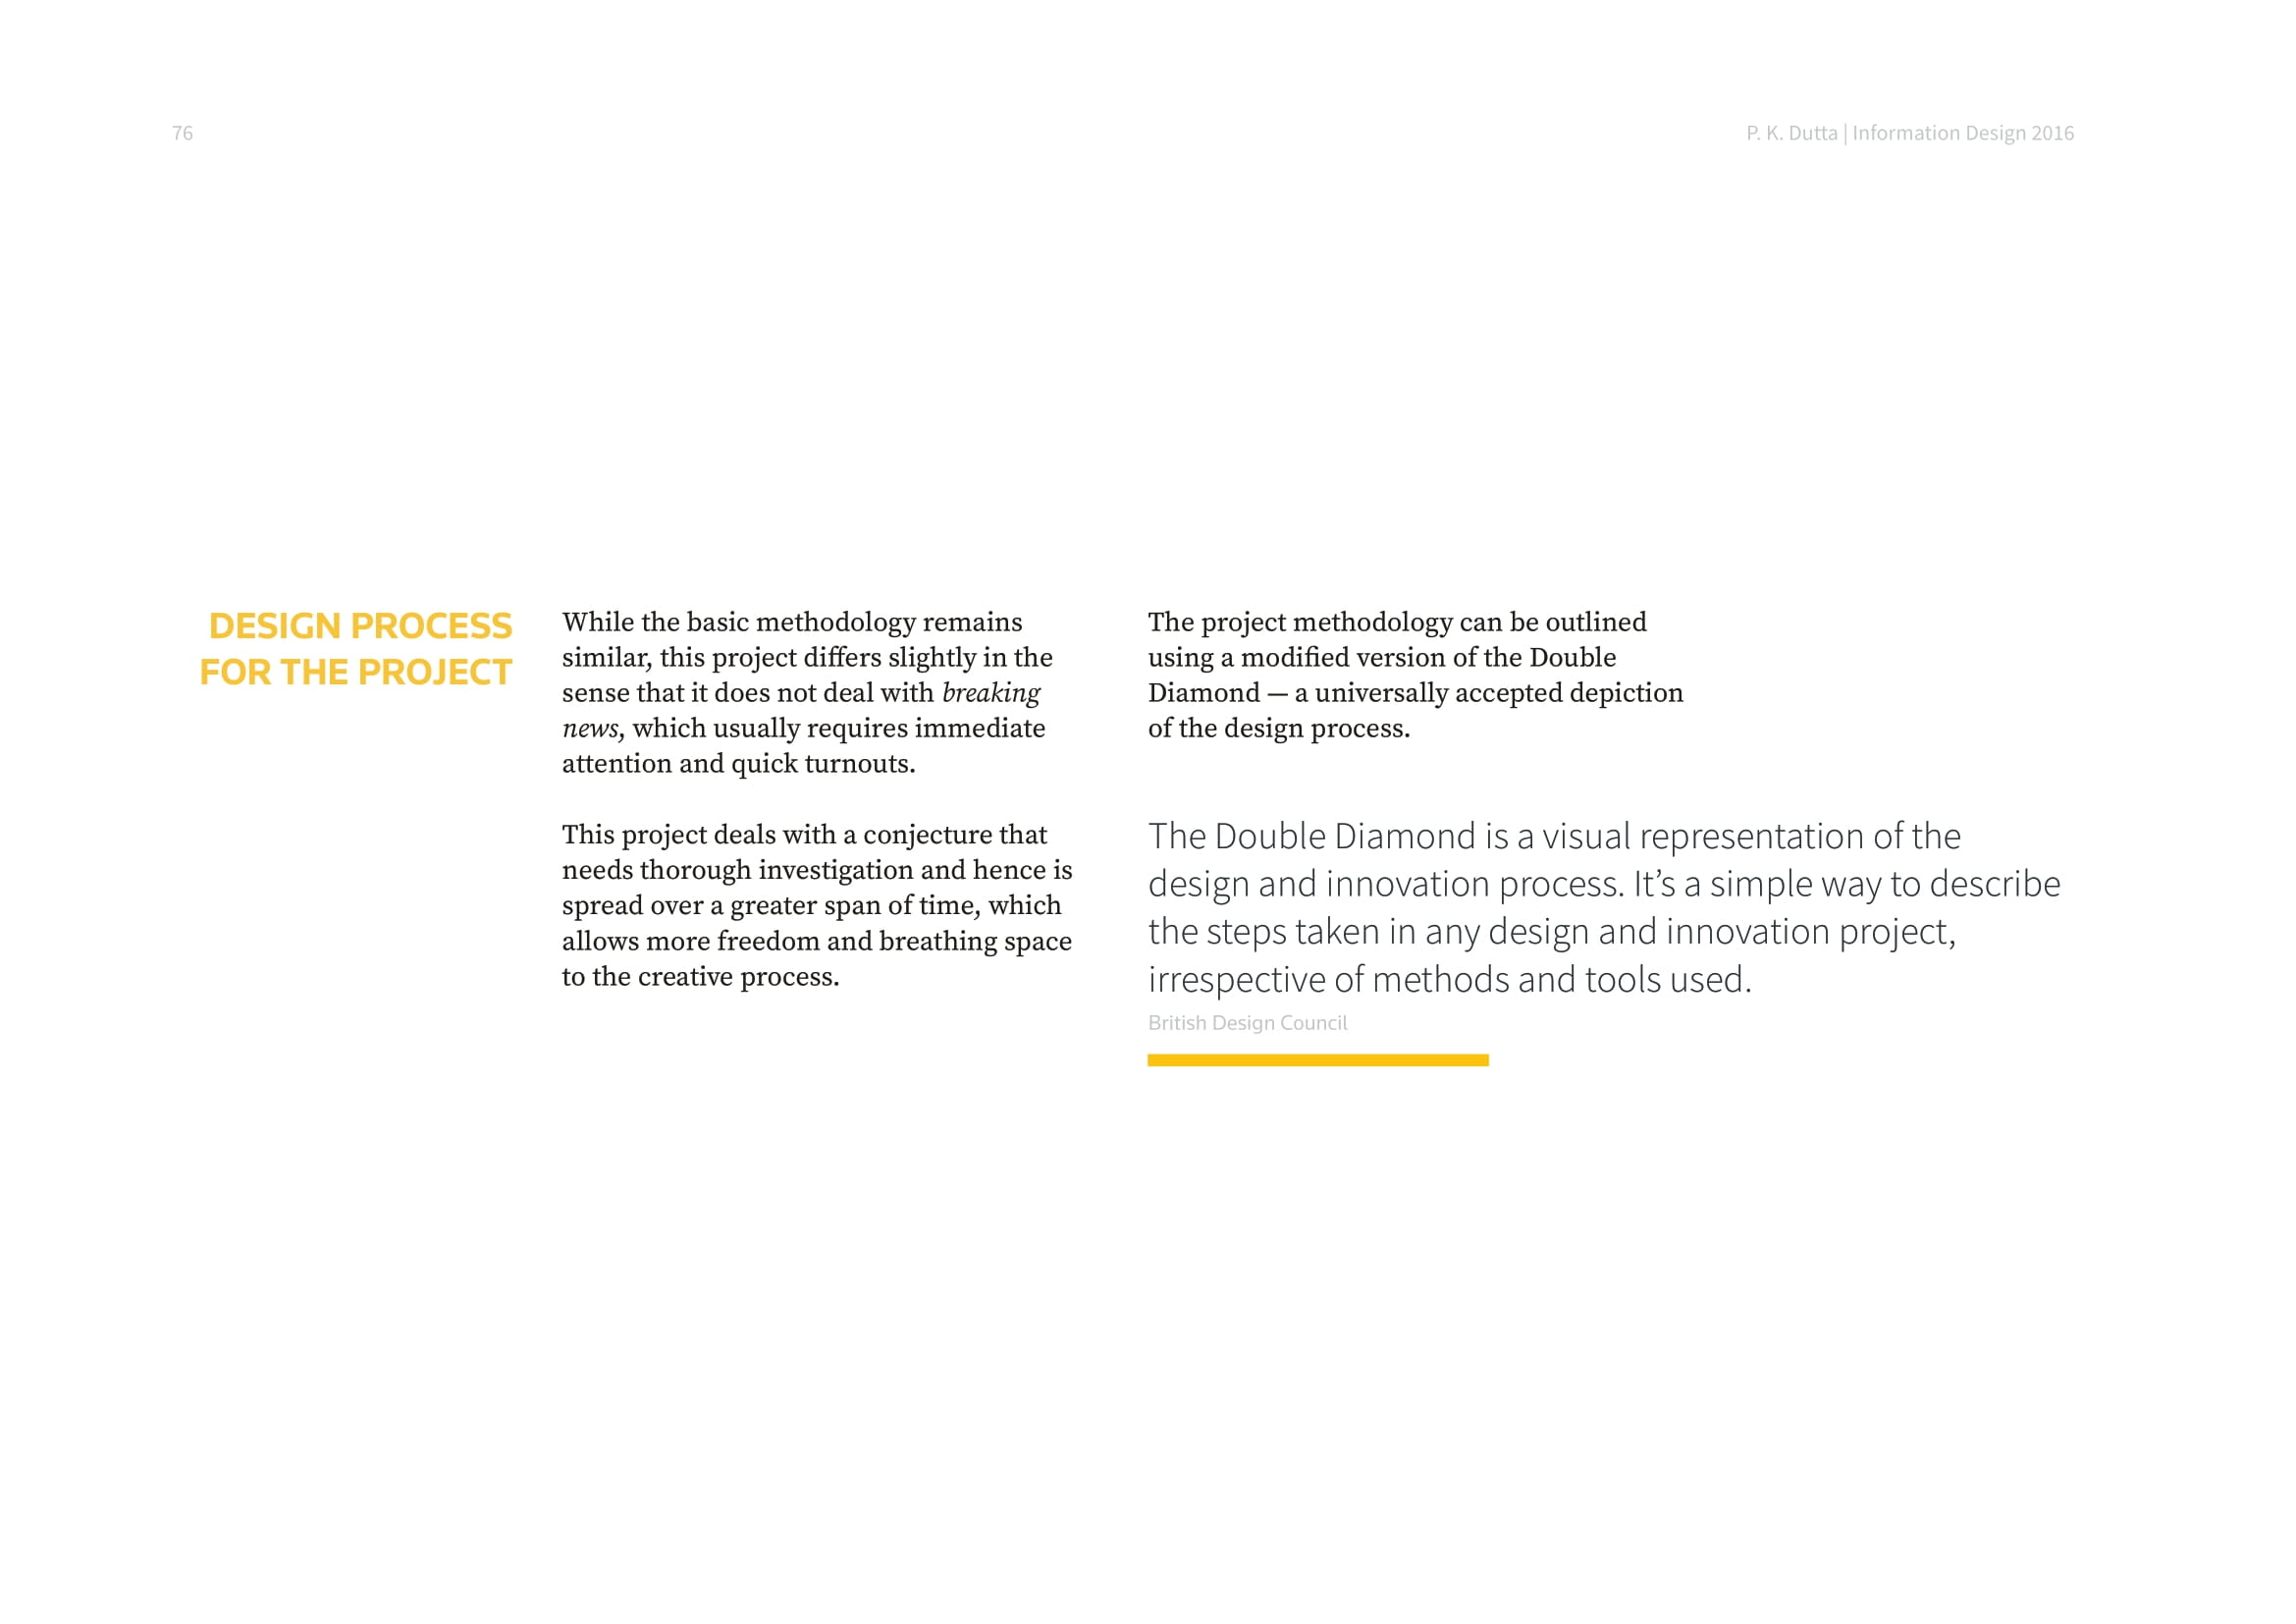 76
P. K. Dutta | Information Design 2016
DESIGN PROCESS
FOR THE PROJECT
While the basic methodology remains
similar, this project differs slightly in the
sense that it does not deal with breaking
news, which usually requires immediate
attention and quick turnouts.
This project deals with a conjecture that
needs thorough investigation and hence is
spread over a greater span of time, which
allows more freedom and breathing space
to the creative process.
The project methodology can be outlined
using a modified version of the Double
Diamond — a universally accepted depiction
of the design process.
The Double Diamond is a visual representation of the
design and innovation process. It’s a simple way to describe
the steps taken in any design and innovation project,
irrespective of methods and tools used.
British Design Council